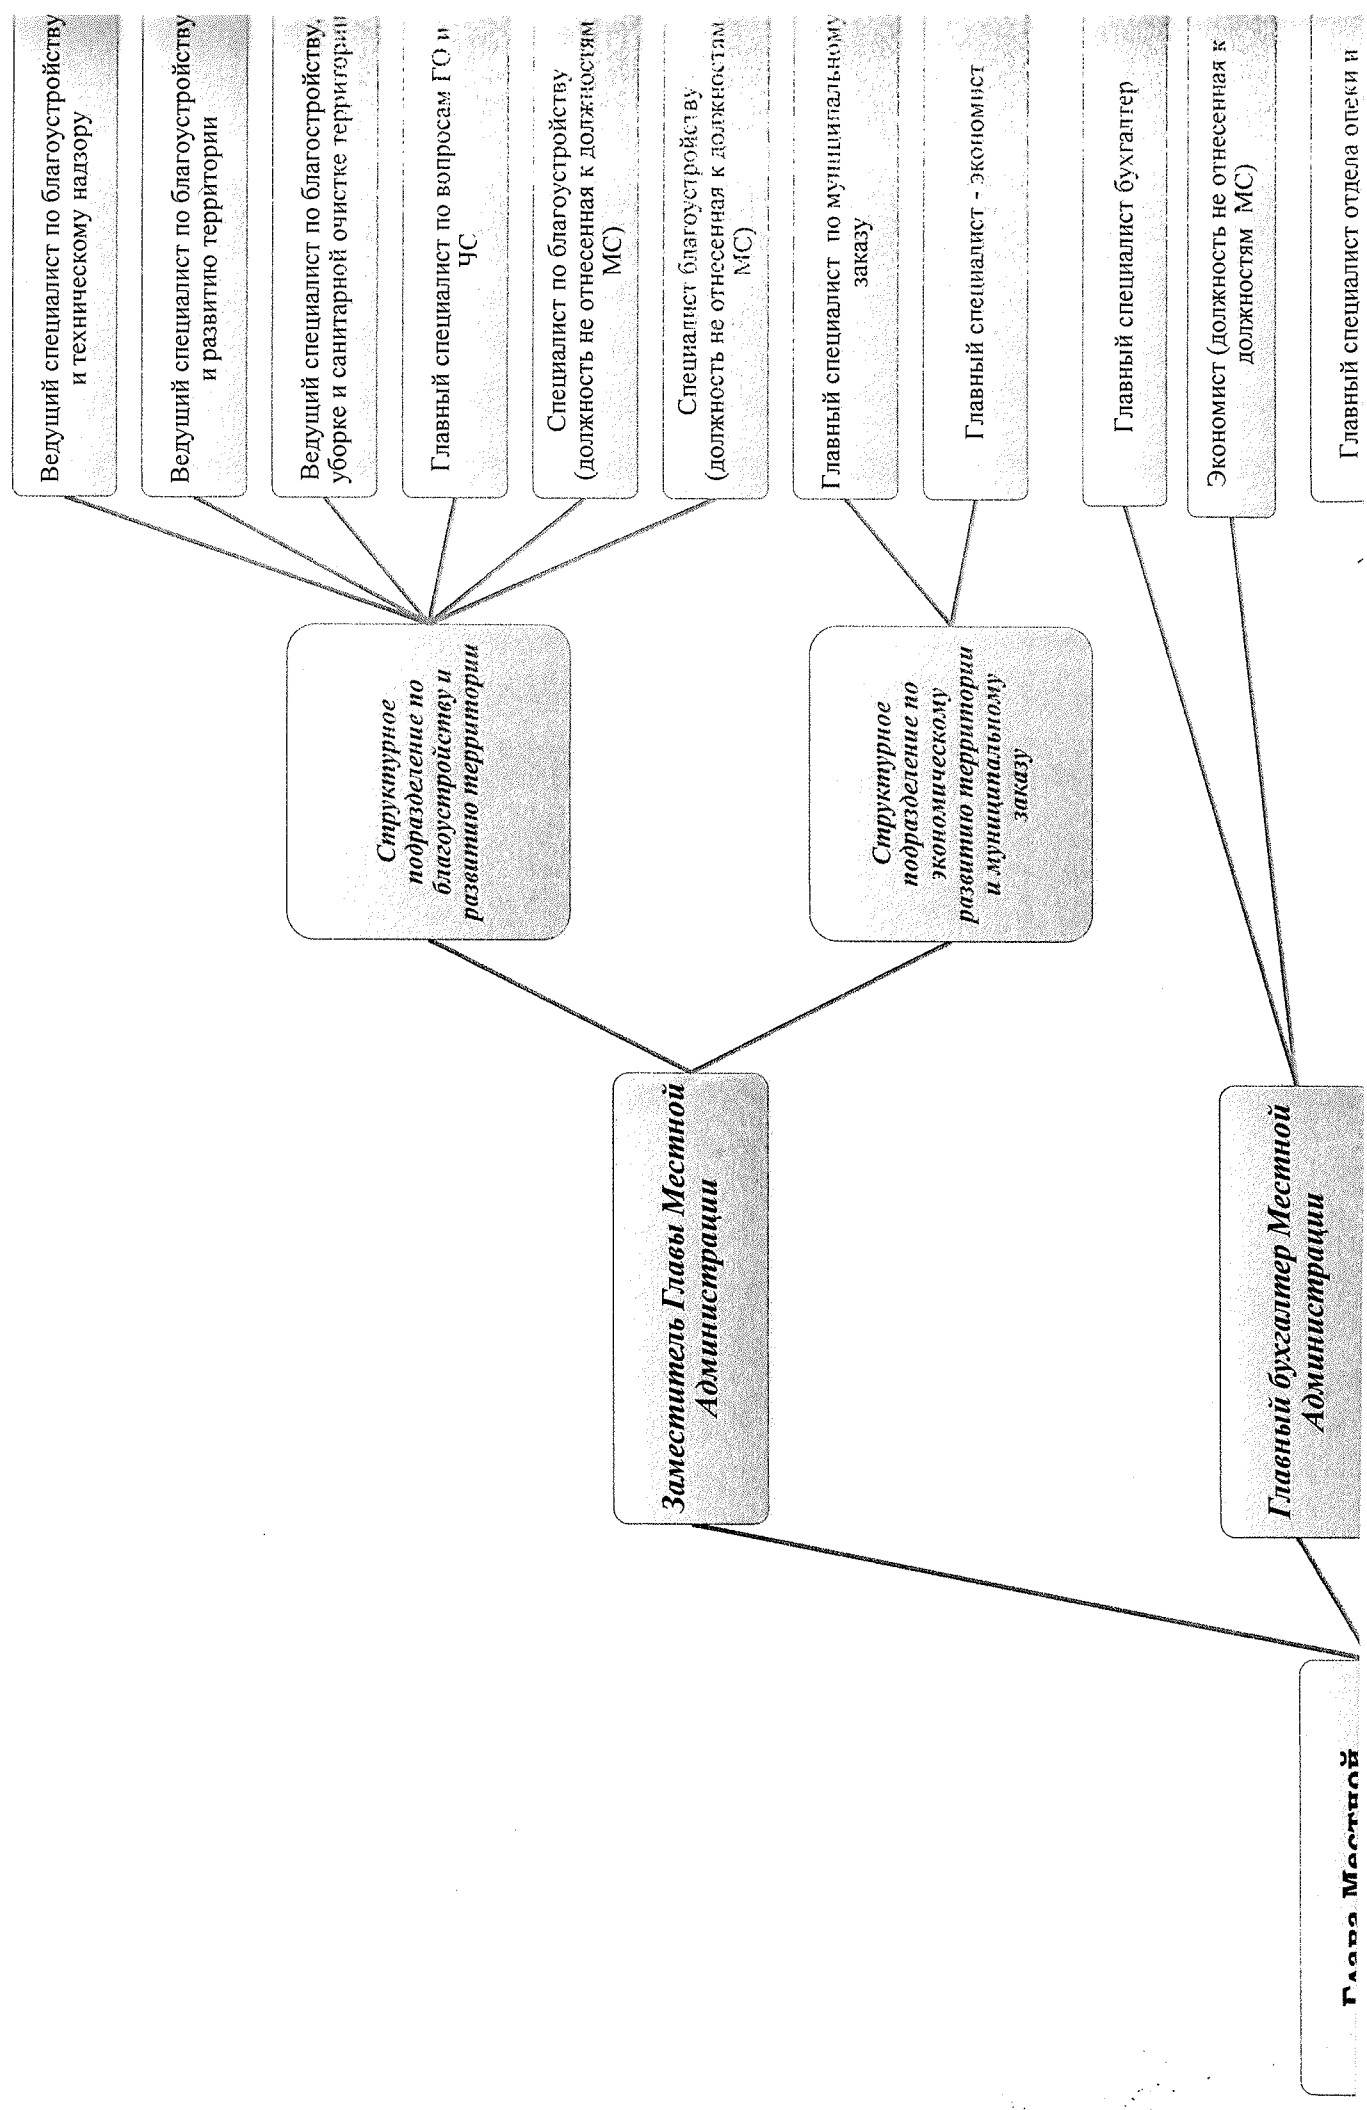 Ведущий специалист по благоустройству
и техническому надзору
Ведущий специалист по благоустройству
и развитию территории
Ведущий специалист по благостройству,
уборке и санитарной очистке территории
Главный специалист по вопросам ГО и
ЧС
Специалист по благоустройству
(должность не отнесенная к должностям
МС)
Специалист благоустройству
(должность не отнесенная к должностям
МС)
Главный специалист по муниципальному
заказу
Главный специалист - экономист
Главный специалист бухгалтер
Экономист (должность не отнесенная к
должностям МС)
Главный специалист отдела опеки и
Структурное
подразделение по
благоустройству и
развитию территории
Структурное
подразделение по
экономическому
развитию территории
и муниципальному
заказу
Заместитель Главы Местной
Администрации
Главный бухгалтер Местной
Администрации
Глава Местной